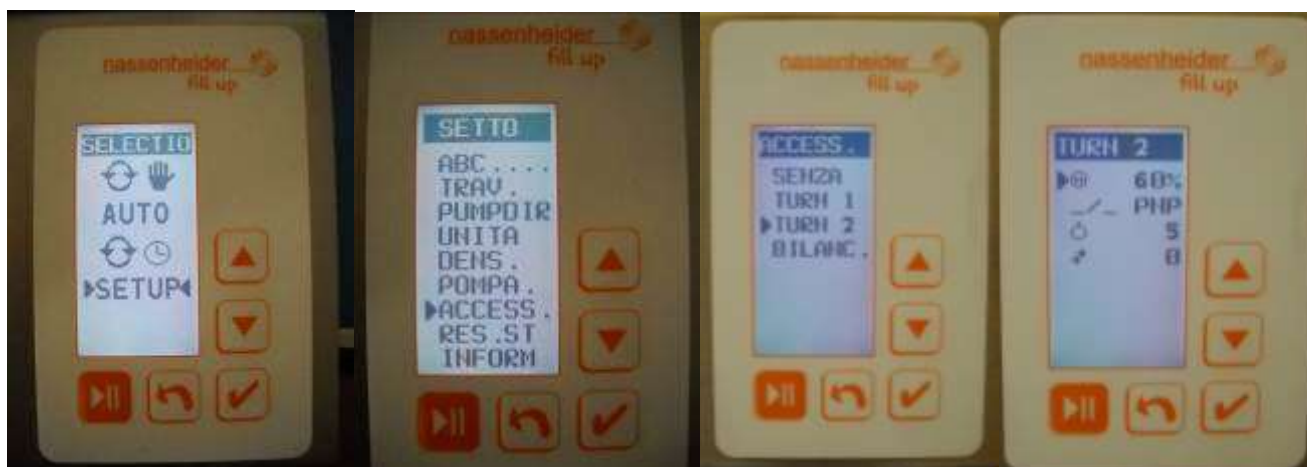 nassenheider
fill up
SELECTIO
AUTO
SETUP
nassenheider
fill up
SETTO
ABC....
TRAV.
PUMPDIR
UNITA
DENS.
POMPA.
ACCESS.
RES.ST
INFORM
nassenheider
fill up
ACCESS.
SENZA
TURN 1
TURN 2
BILANC.
nassenheider
fill up
TURN 2
60%
PNP
5
0